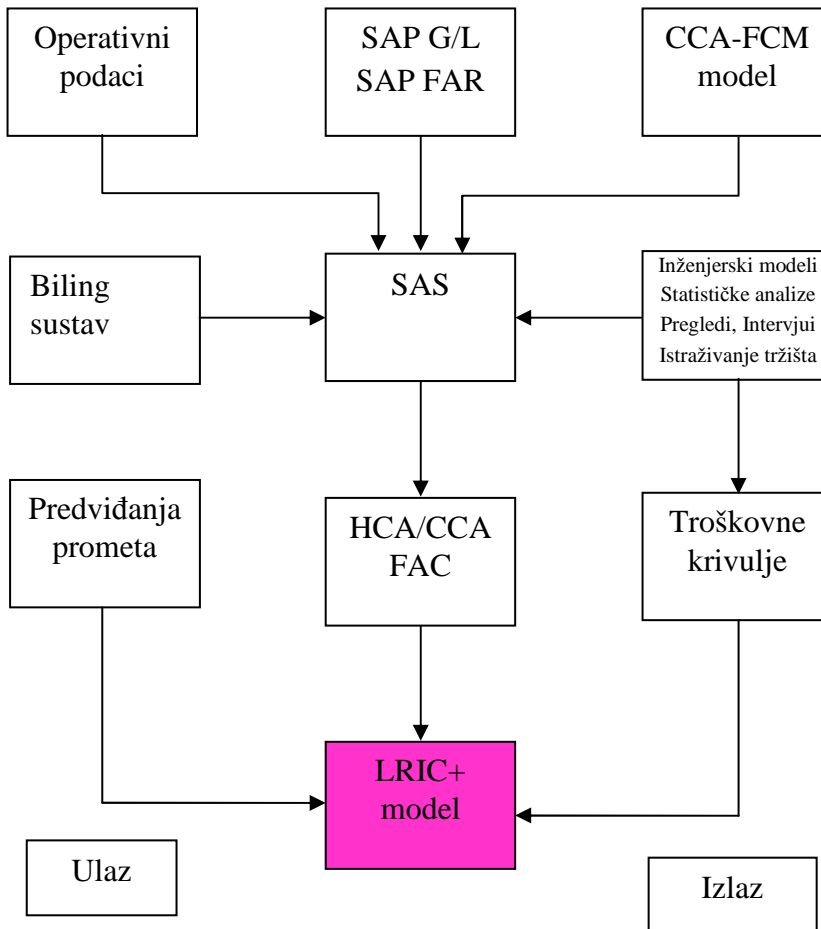 Operativni
podaci
SAP G/L
SAP FAR
CCA-FCM
model
Biling
sustav
SAS
Inženjerski modeli
Statističke analize
Pregledi, Intervjui
Istraživanje tržišta
Predviđanja
prometa
HCA/CCA
FAC
Troškovne
krivulje
LRIC+
model
Ulaz
Izlaz